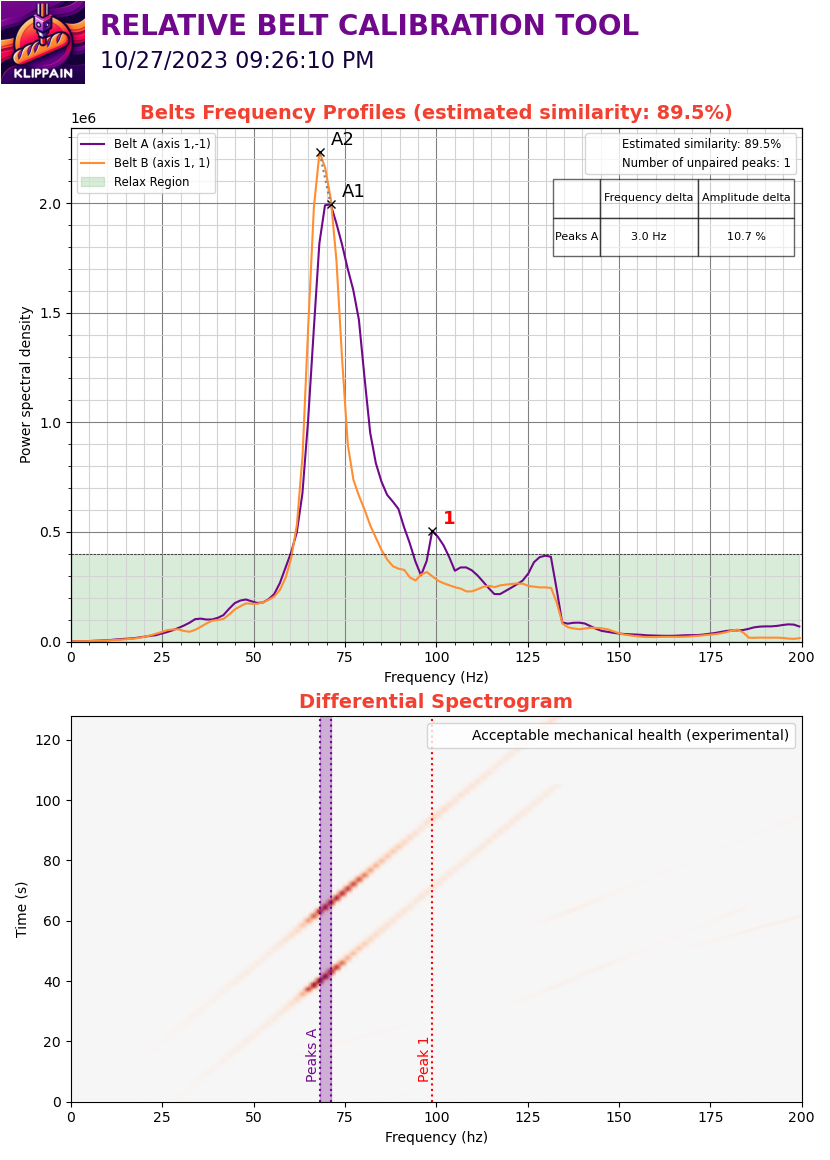 KLIPPAIN
RELATIVE BELT CALIBRATION TOOL
10/27/2023 09:26:10 PM
Belts Frequency Profiles (estimated similarity: 89.5%)
1e6
Belt A (axis 1,-1)
Belt B (axis 1, 1)
Relax Region
A2
A1
1
Estimated similarity: 89.5%
Number of unpaired peaks: 1
Frequency delta Amplitude delta
Peaks A 3.0 Hz 10.7 %
Power spectral density
2.0
1.5
1.0
0.5
0.0
0 25 50 75 100 125 150 175 200
Frequency (Hz)
Differential Spectrogram
Acceptable mechanical health (experimental)
Time (s)
120
100
80
60
40
20
0
Peaks A
Peak 1
0 25 50 75 100 125 150 175 200
Frequency (hz)